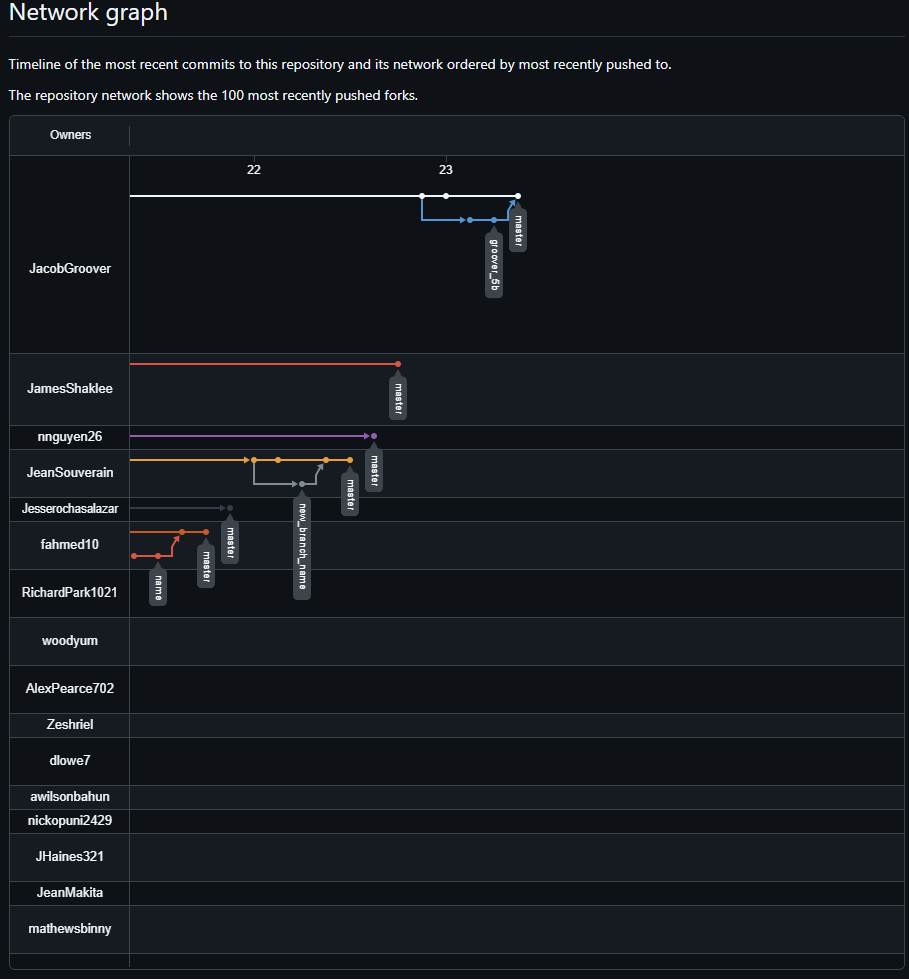 Network graph
Timeline of the most recent commits to this repository and its network ordered by most recently pushed to.
The repository network shows the 100 most recently pushed forks.
Owners
22
23
JacobGroover
master
groover_5b
JamesShaklee
master
nnguyen26
master
JeanSouverain
master
new_branch_name
Jesserochasalazar
master
fahmed10
master
name
RichardPark1021
woodyum
AlexPearce702
Zeshriel
dlowe7
awilsonbahun
nickopuni2429
JHaines321
JeanMakita
mathewsbinny